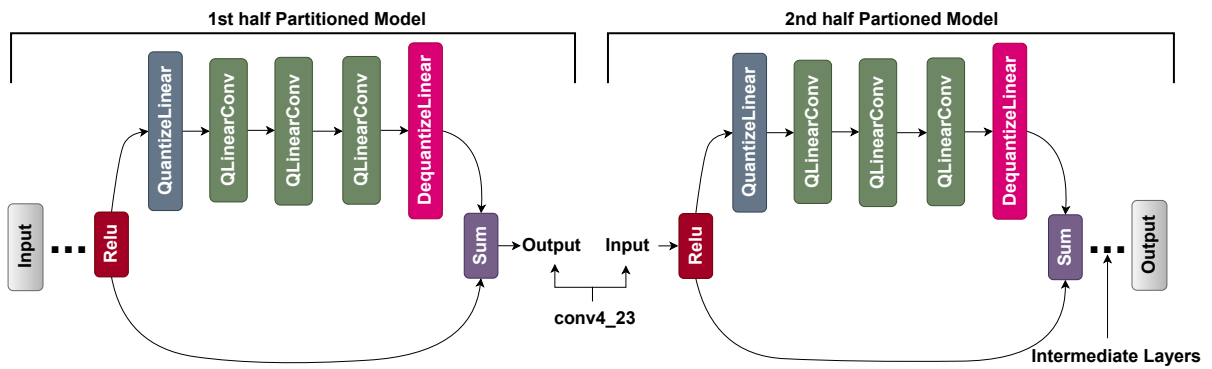 1st half Partitioned Model
2nd half Partioned Model
Input
Relu
QuantizeLinear
QLinearConv
QLinearConv
QLinearConv
DequantizeLinear
Sum
Output
Input
conv4_23
Relu
QuantizeLinear
QLinearConv
QLinearConv
QLinearConv
DequantizeLinear
Sum
Output
Intermediate Layers